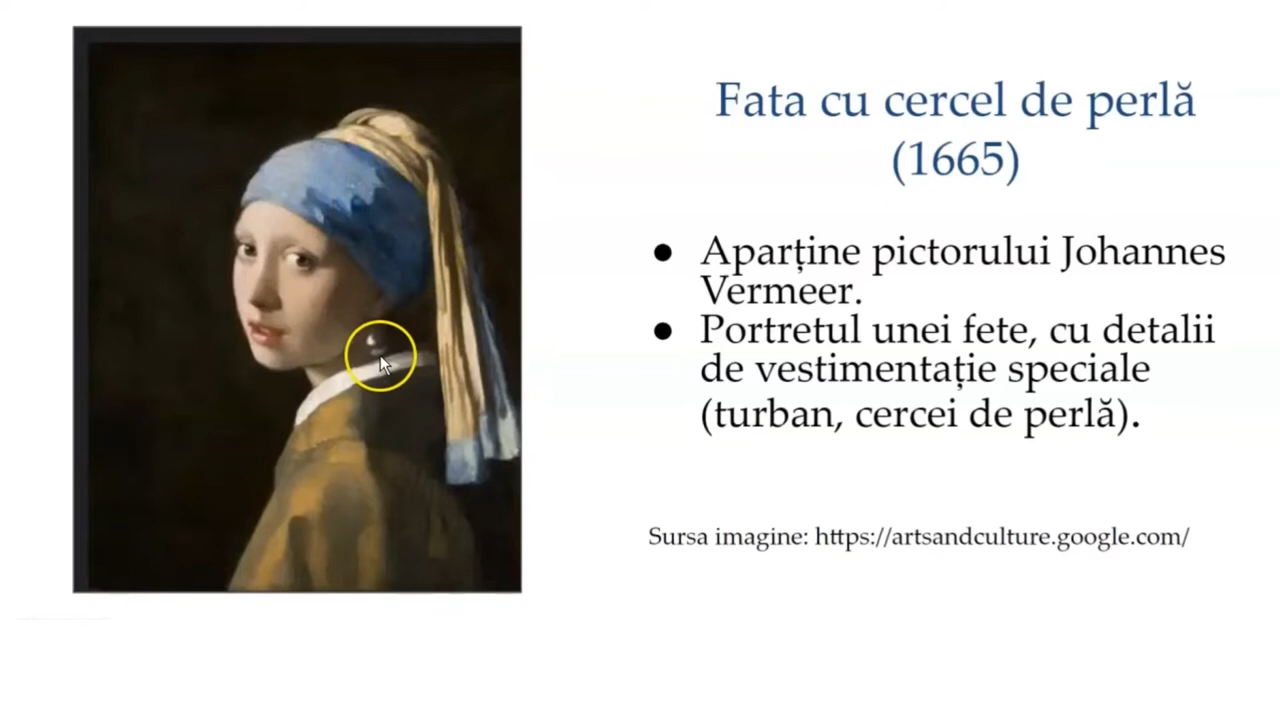 Fata cu cercel de perlă
(1665)
● Aparține pictorului Johannes
Vermeer.
● Portretul unei fete, cu detalii
de vestimentație speciale
(turban, cercei de perlă).
Sursa imagine: https://artsandculture.google.com/